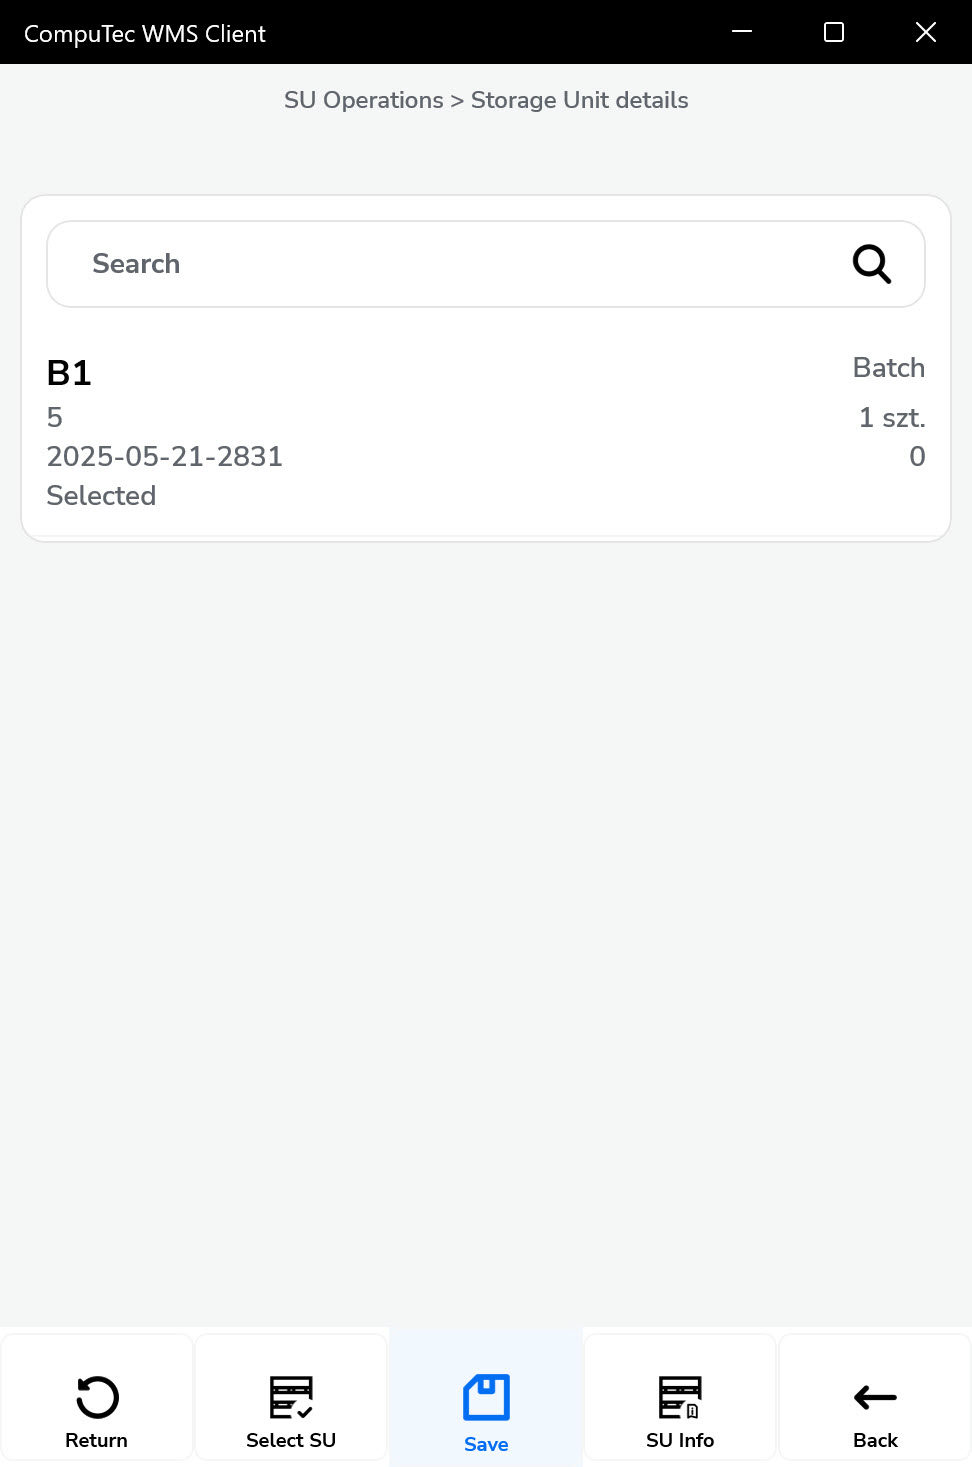 CompuTec WMS Client
SU Operations > Storage Unit details
Search
B1 Batch
5 1 szt.
2025-05-21-2831 0
Selected
Return Select SU Save SU Info Back